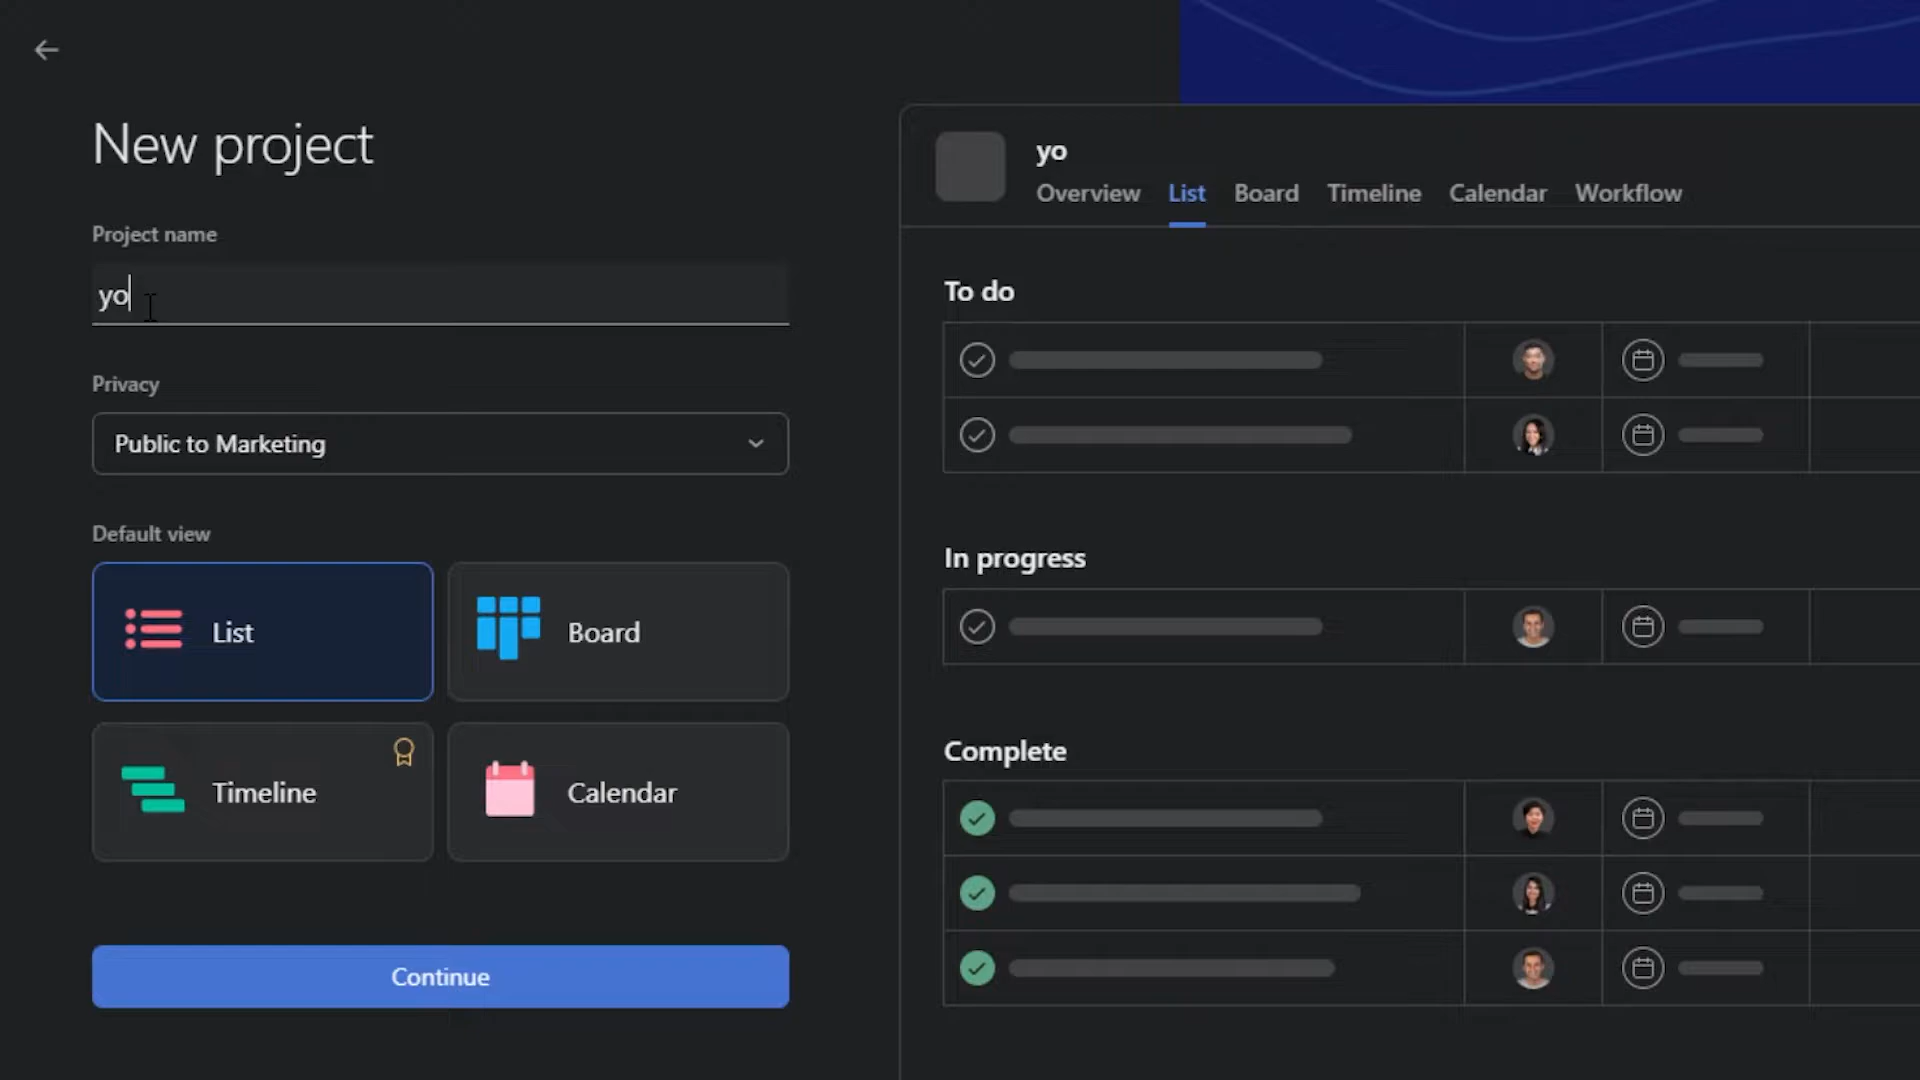 New project
Project name
yo
Privacy
Public to Marketing
Default view
List
Board
Timeline
Calendar
Continue
yo
Overview List Board Timeline Calendar Workflow
To do
In progress
Complete